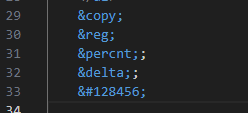 29 &copy;
30 &reg;
31 &percnt;;
32 &delta;;
33 &#128456;
34